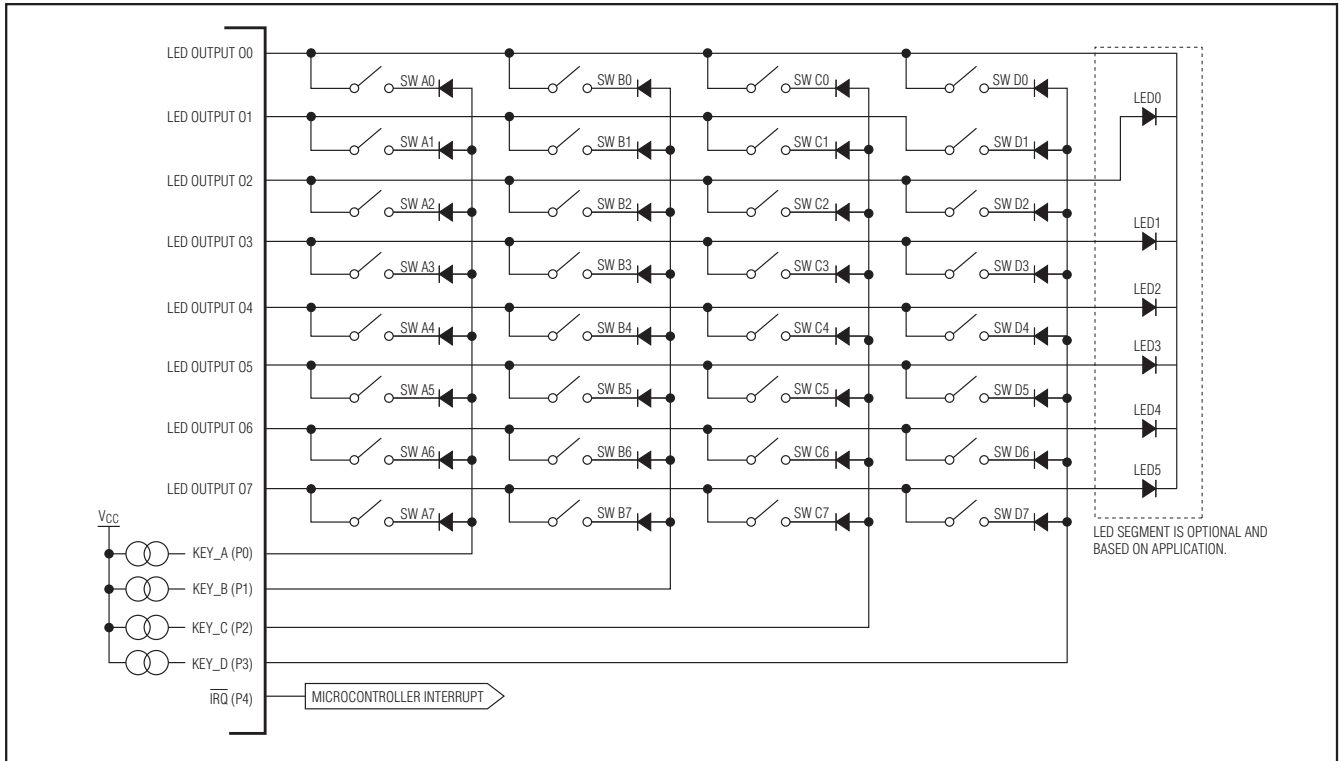 LED OUTPUT O0
SW A0 SW B0 SW C0 SW D0
LED0
LED OUTPUT O1
SW A1 SW B1 SW C1 SW D1
LED OUTPUT O2
SW A2 SW B2 SW C2 SW D2
LED1
LED OUTPUT O3
SW A3 SW B3 SW C3 SW D3
LED2
LED OUTPUT O4
SW A4 SW B4 SW C4 SW D4
LED3
LED OUTPUT O5
SW A5 SW B5 SW C5 SW D5
LED4
LED OUTPUT O6
SW A6 SW B6 SW C6 SW D6
LED5
LED OUTPUT O7
SW A7 SW B7 SW C7 SW D7
LED SEGMENT IS OPTIONAL AND
BASED ON APPLICATION.
VCC
KEY_A (P0)
KEY_B (P1)
KEY_C (P2)
KEY_D (P3)
IRQ (P4)
MICROCONTROLLER INTERRUPT